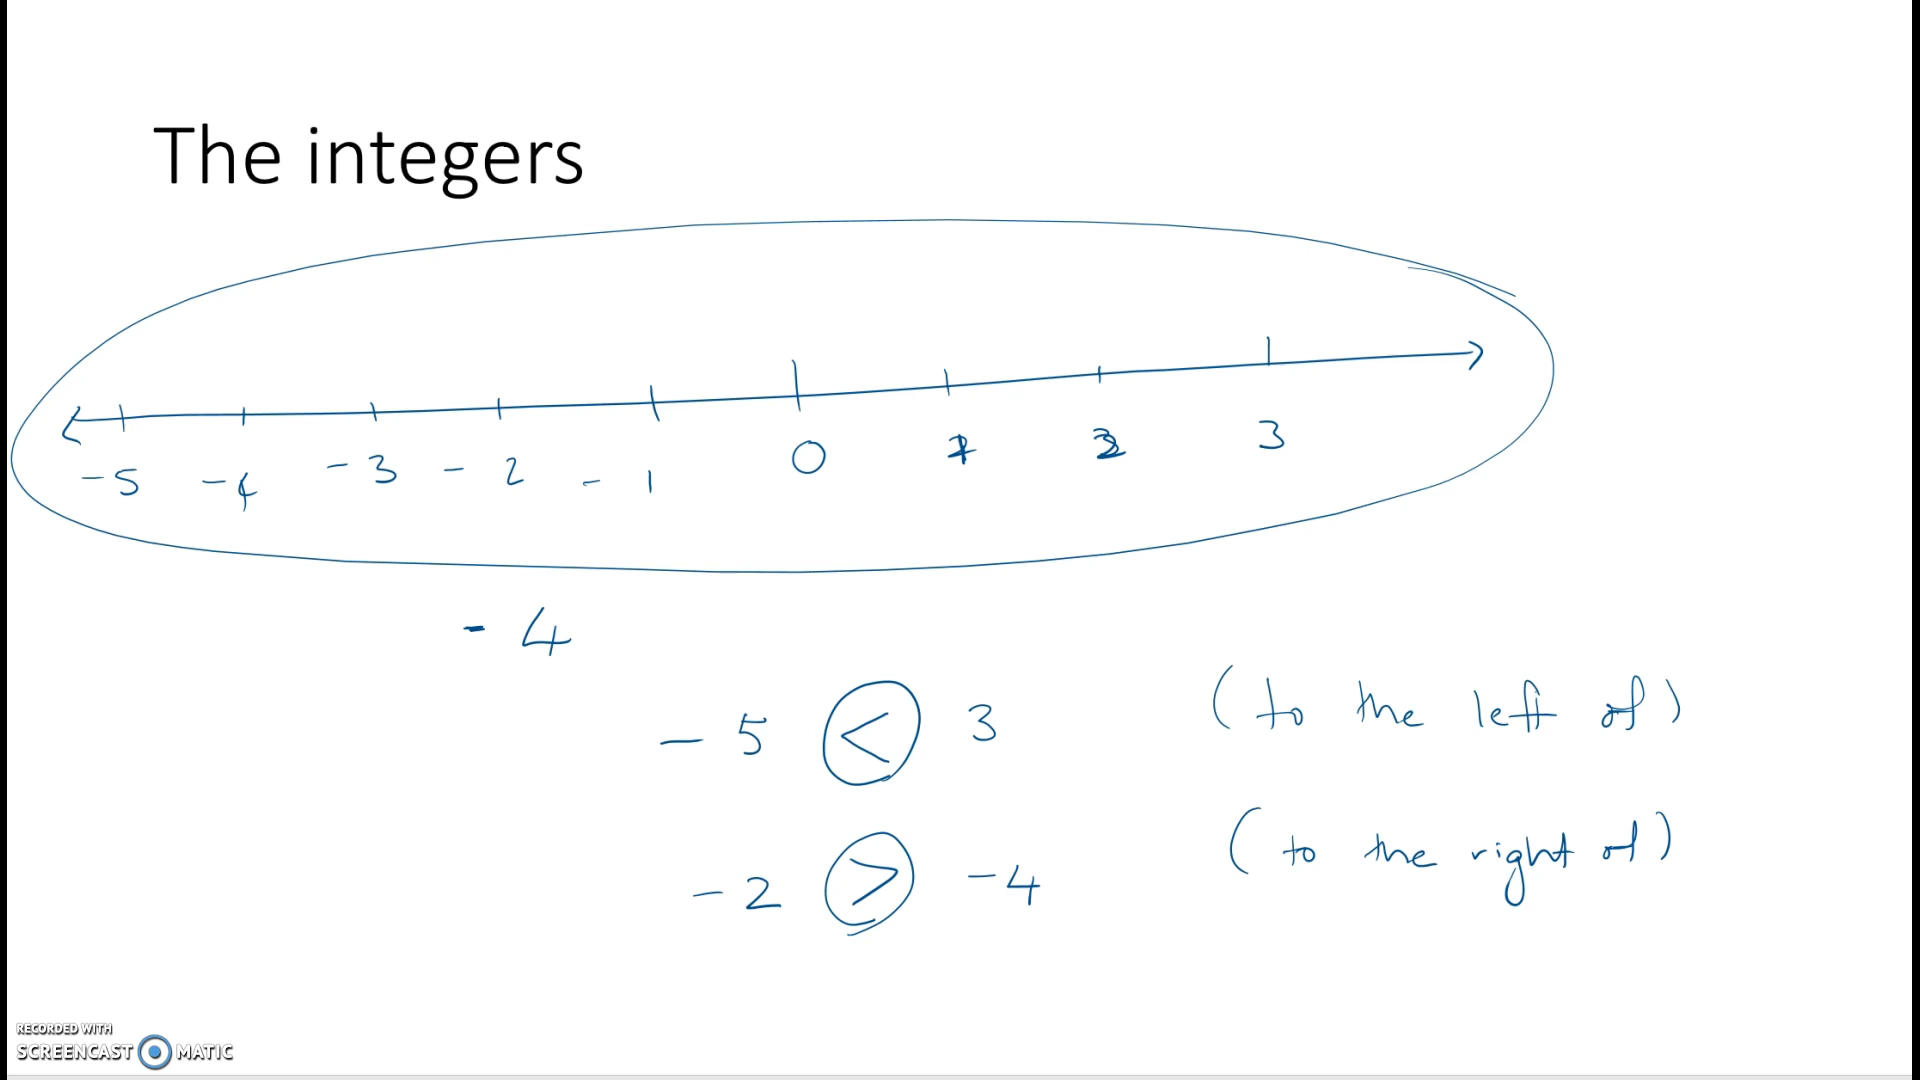 The integers
-5 -4 -3 -2 -1 0 1 2 3
- 4
- 5 < 3 (to the left of)
- 2 > -4 (to the right of)
RECORDED WITH
SCREENCAST MATIC